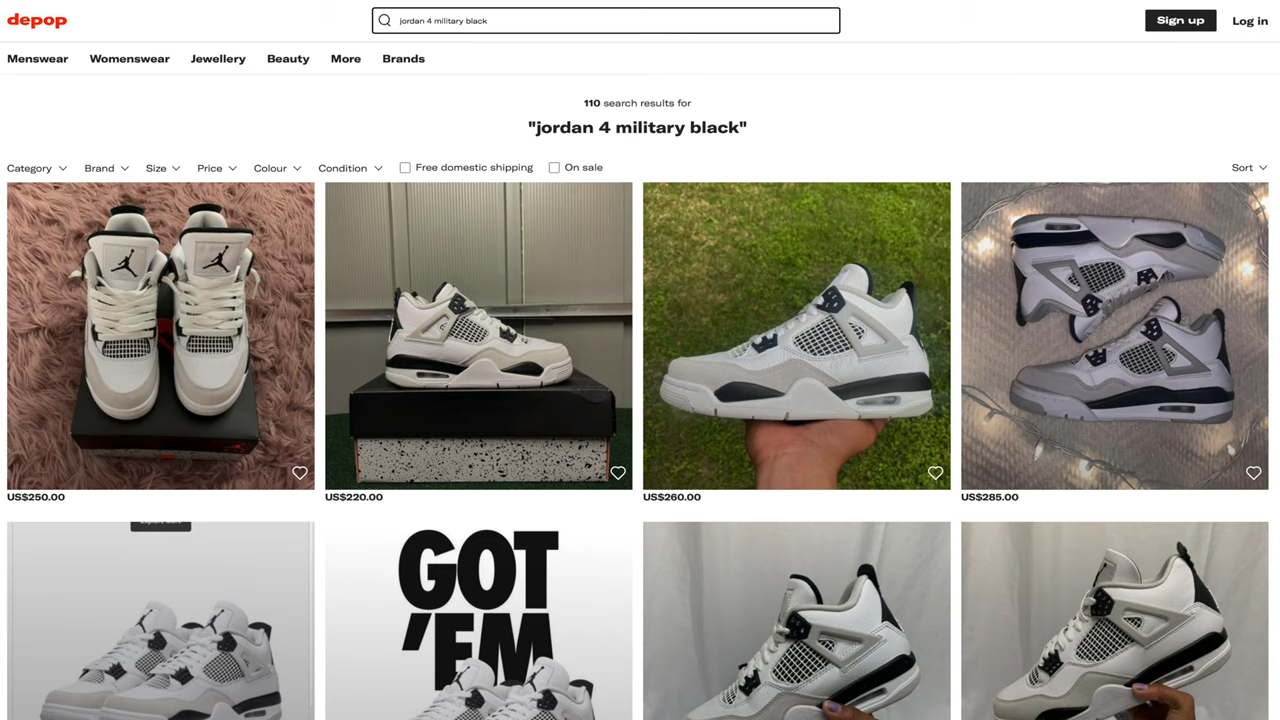 depop
jordan 4 military black
Sign up
Log in
Menswear
Womenswear
Jewellery
Beauty
More
Brands
110 search results for
"jordan 4 military black"
Category
Brand
Size
Price
Colour
Condition
Free domestic shipping
On sale
Sort
US$250.00
US$220.00
US$260.00
US$285.00
GOT
'EM